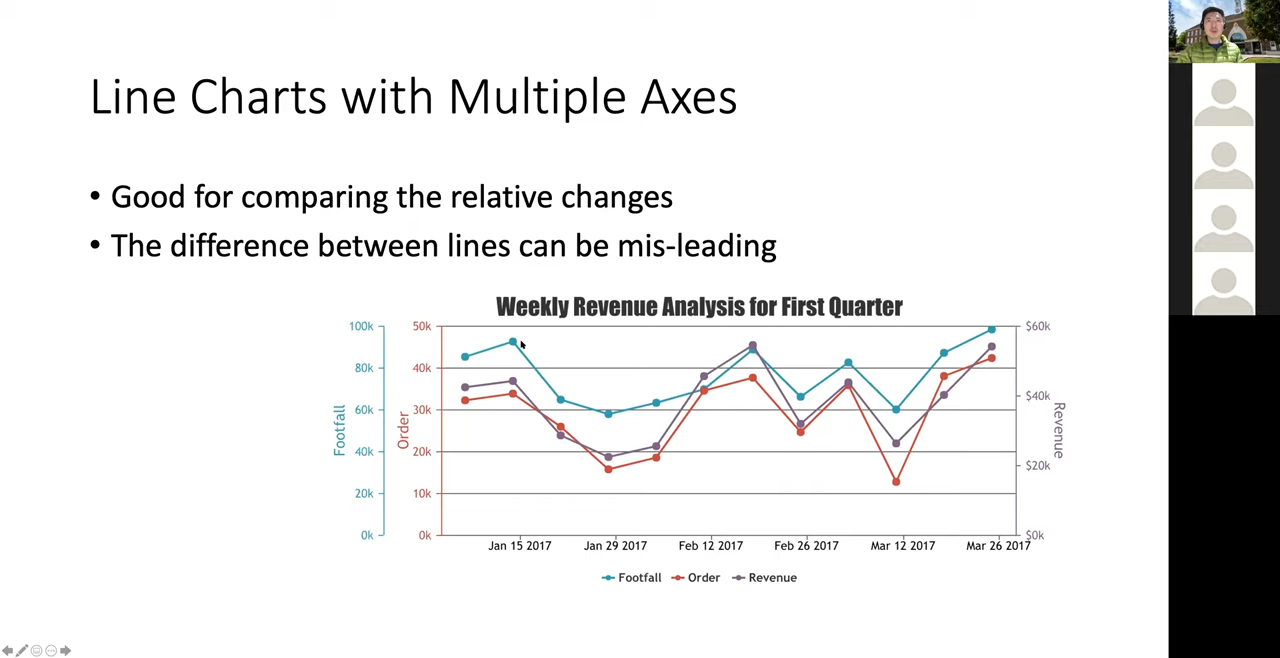 Line Charts with Multiple Axes
• Good for comparing the relative changes
• The difference between lines can be mis-leading
Weekly Revenue Analysis for First Quarter
100k
80k
60k
40k
20k
0k
Footfall
50k
40k
30k
20k
10k
0k
Order
$60k
$40k
$20k
$0k
Revenue
Jan 15 2017 Jan 29 2017 Feb 12 2017 Feb 26 2017 Mar 12 2017 Mar 26 2017
Footfall Order Revenue